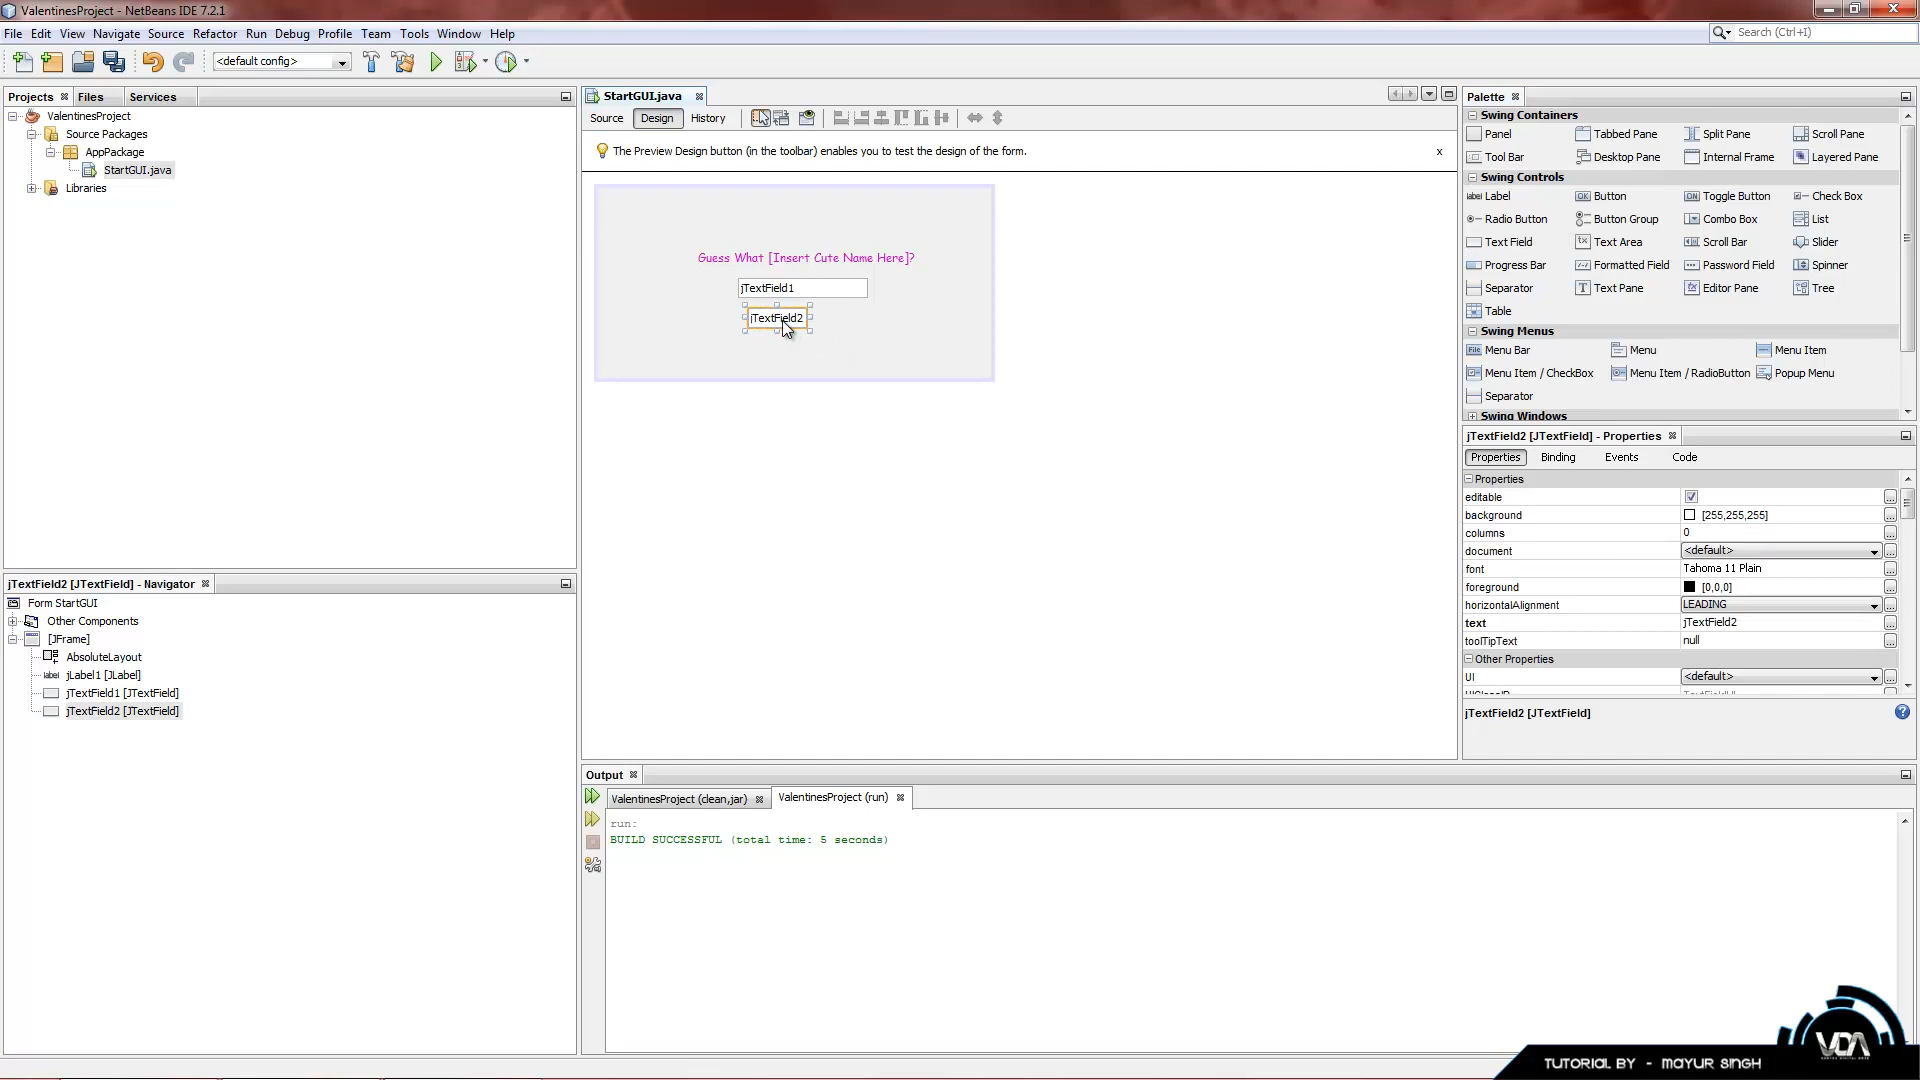 ValentinesProject - NetBeans IDE 7.2.1
File Edit View Navigate Source Refactor Run Debug Profile Team Tools Window Help
Search (Ctrl+I)
<default config>
Projects Files Services
ValentinesProject
Source Packages
AppPackage
StartGUI.java
Libraries
jTextField2 [JTextField] - Navigator
Form StartGUI
Other Components
[JFrame]
AbsoluteLayout
jLabel1 [JLabel]
jTextField1 [JTextField]
jTextField2 [JTextField]
StartGUI.java
Source Design History
The Preview Design button (in the toolbar) enables you to test the design of the form.
x
Guess What [Insert Cute Name Here]?
jTextField1
jTextField2
Output
ValentinesProject (clean,jar) ValentinesProject (run)
run:
BUILD SUCCESSFUL (total time: 5 seconds)
Palette
Swing Containers
Panel Tabbed Pane Split Pane Scroll Pane
Tool Bar Desktop Pane Internal Frame Layered Pane
Swing Controls
label Label OK Button ON Toggle Button Check Box
Radio Button Button Group Combo Box List
Text Field Text Area Scroll Bar Slider
Progress Bar Formatted Field Password Field Spinner
Separator Text Pane Editor Pane Tree
Table
Swing Menus
File Menu Bar Menu Menu Item
Menu Item / CheckBox Menu Item / RadioButton Popup Menu
Separator
Swing Windows
jTextField2 [JTextField] - Properties
Properties Binding Events Code
Properties
editable
background [255,255,255]
columns 0
document <default>
font Tahoma 11 Plain
foreground [0,0,0]
horizontalAlignment LEADING
text jTextField2
toolTipText null
Other Properties
UI <default>
jTextField2 [JTextField]
VDA
TUTORIAL BY - MAYUR SINGH